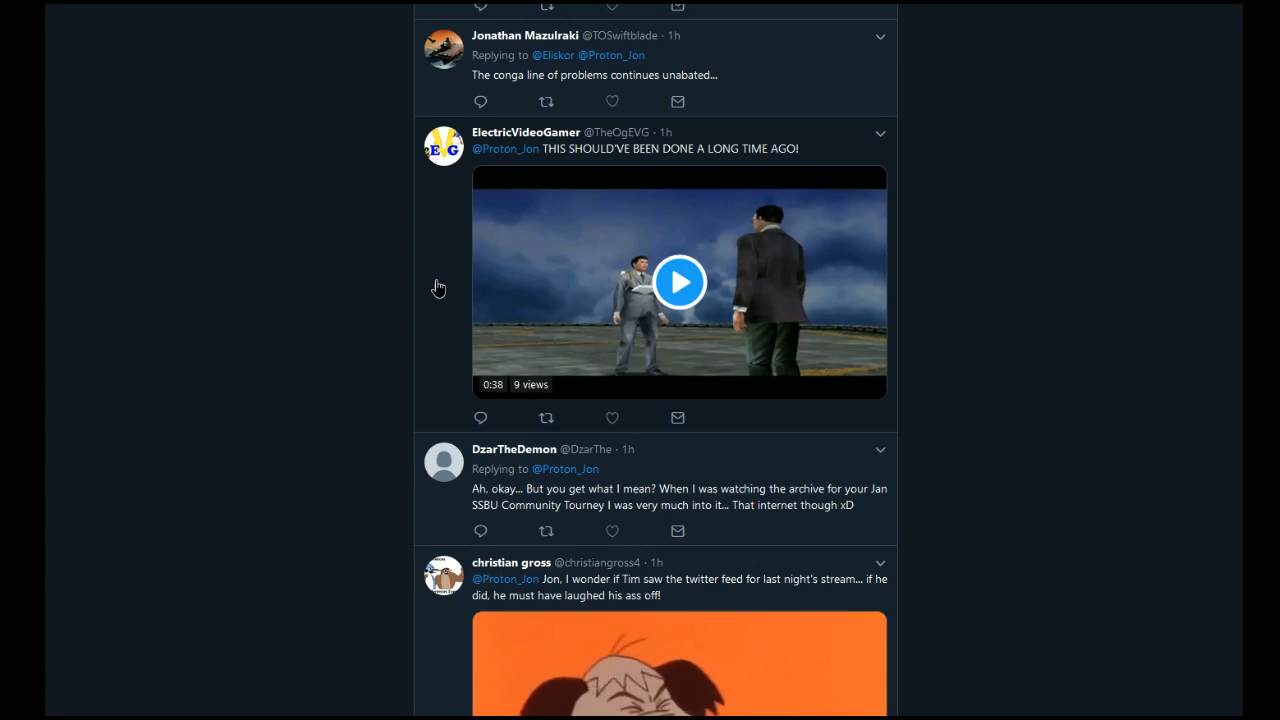 Jonathan Mazulraki @TOSwiftblade · 1h
Replying to @Eliskor @Proton_Jon
The conga line of problems continues unabated...
ElectricVideoGamer @TheOgEVG · 1h
@Proton_Jon THIS SHOULD'VE BEEN DONE A LONG TIME AGO!
EVG
0:38 9 views
DzarTheDemon @DzarThe · 1h
Replying to @Proton_Jon
Ah, okay... But you get what I mean? When I was watching the archive for your Jan
SSBU Community Tourney I was very much into it... That internet though xD
christian gross @christiangross4 · 1h
@Proton_Jon Jon, I wonder if Tim saw the twitter feed for last night's stream... if he
did, he must have laughed his ass off!